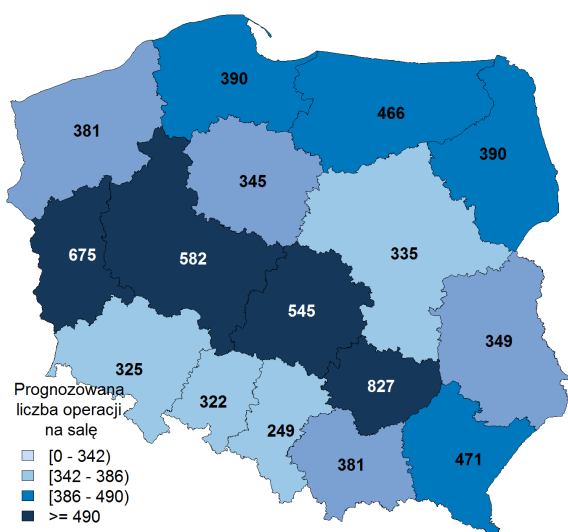 390
466
381
390
345
335
675
582
545
349
325
827
322
249
381
471
Prognozowana
liczba operacji
na salę
[0 - 342)
[342 - 386)
[386 - 490)
>= 490